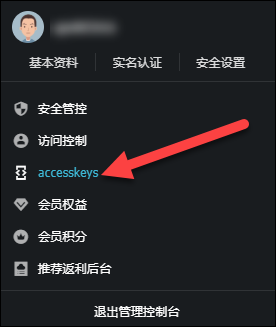 基本资料 实名认证 安全设置
安全管控
访问控制
accesskeys
会员权益
会员积分
推荐返利后台
退出管理控制台